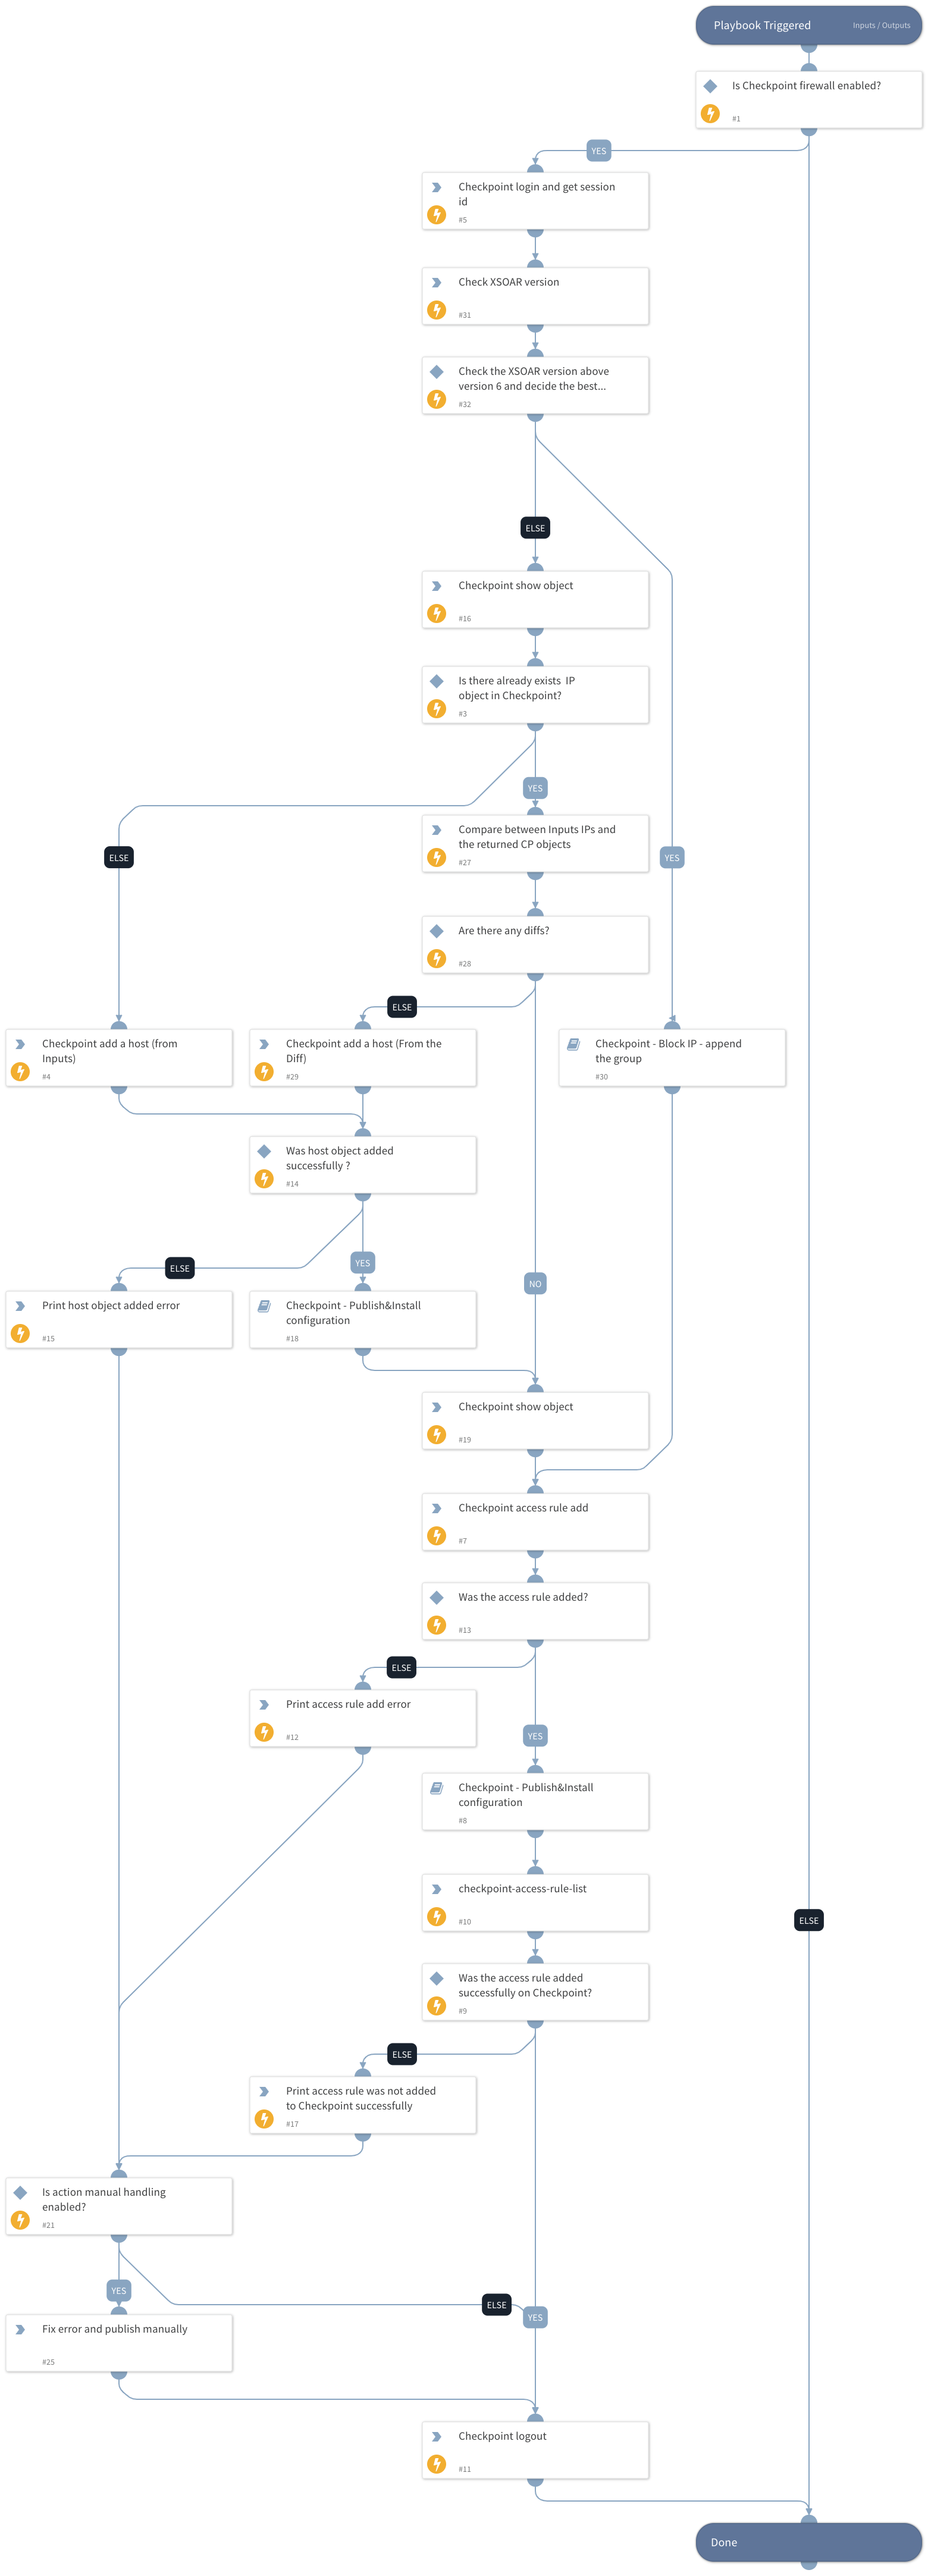 Playbook Triggered
Inputs / Outputs
Is Checkpoint firewall enabled?
#1
YES
Checkpoint login and get session
id
#5
Check XSOAR version
#31
Check the XSOAR version above
version 6 and decide the best...
#32
ELSE
Checkpoint show object
#16
Is there already exists IP
object in Checkpoint?
#3
YES
Compare between Inputs IPs and
the returned CP objects
#27
ELSE
YES
Are there any diffs?
#28
ELSE
Checkpoint add a host (from
Inputs)
#4
Checkpoint add a host (From the
Diff)
#29
Checkpoint - Block IP - append
the group
#30
Was host object added
successfully ?
#14
YES
ELSE
NO
Print host object added error
#15
Checkpoint - Publish&Install
configuration
#18
Checkpoint show object
#19
Checkpoint access rule add
#7
Was the access rule added?
#13
ELSE
Print access rule add error
#12
YES
Checkpoint - Publish&Install
configuration
#8
checkpoint-access-rule-list
#10
ELSE
Was the access rule added
successfully on Checkpoint?
#9
ELSE
Print access rule was not added
to Checkpoint successfully
#17
Is action manual handling
enabled?
#21
YES
ELSE
YES
Fix error and publish manually
#25
Checkpoint logout
#11
Done